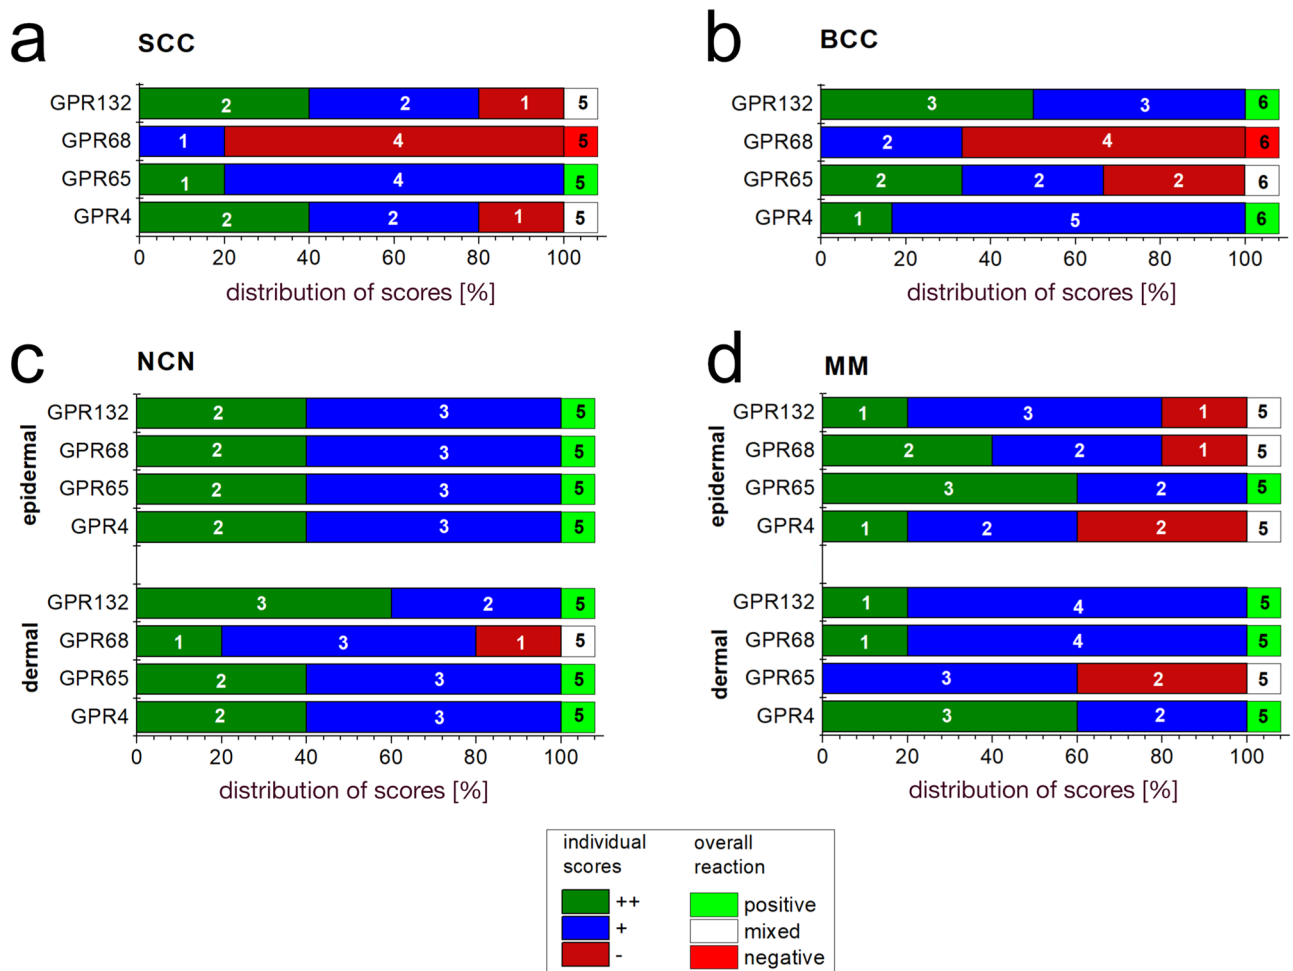 a SCC
GPR132 2 2 1 5
GPR68 1 4 5
GPR65 1 4 5
GPR4 2 2 1 5
0 20 40 60 80 100
distribution of scores [%]
b BCC
GPR132 3 3 6
GPR68 2 4 6
GPR65 2 2 2 6
GPR4 1 5 6
0 20 40 60 80 100
distribution of scores [%]
c NCN
epidermal
GPR132 2 3 5
GPR68 2 3 5
GPR65 2 3 5
GPR4 2 3 5
dermal
GPR132 3 2 5
GPR68 1 3 1 5
GPR65 2 3 5
GPR4 2 3 5
0 20 40 60 80 100
distribution of scores [%]
d MM
epidermal
GPR132 1 3 1 5
GPR68 2 2 1 5
GPR65 3 2 5
GPR4 1 2 2 5
dermal
GPR132 1 4 5
GPR68 1 4 5
GPR65 3 2 5
GPR4 3 2 5
0 20 40 60 80 100
distribution of scores [%]
individual
scores
++
+
-
overall
reaction
positive
mixed
negative